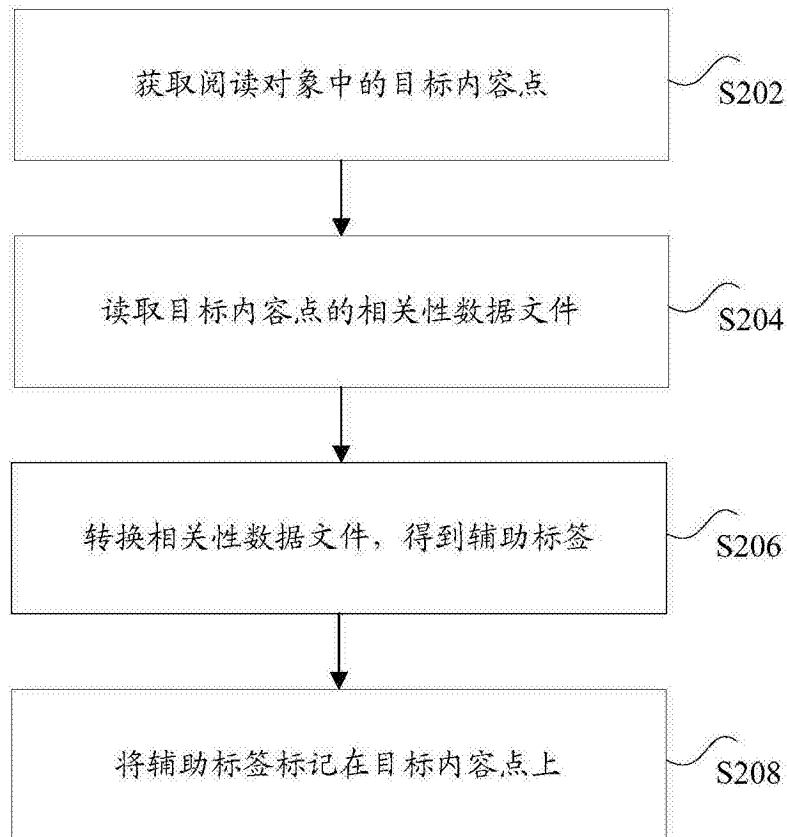 获取阅读对象中的目标内容点
S202
读取目标内容点的相关性数据文件
S204
转换相关性数据文件，得到辅助标签
S206
将辅助标签标记在目标内容点上
S208